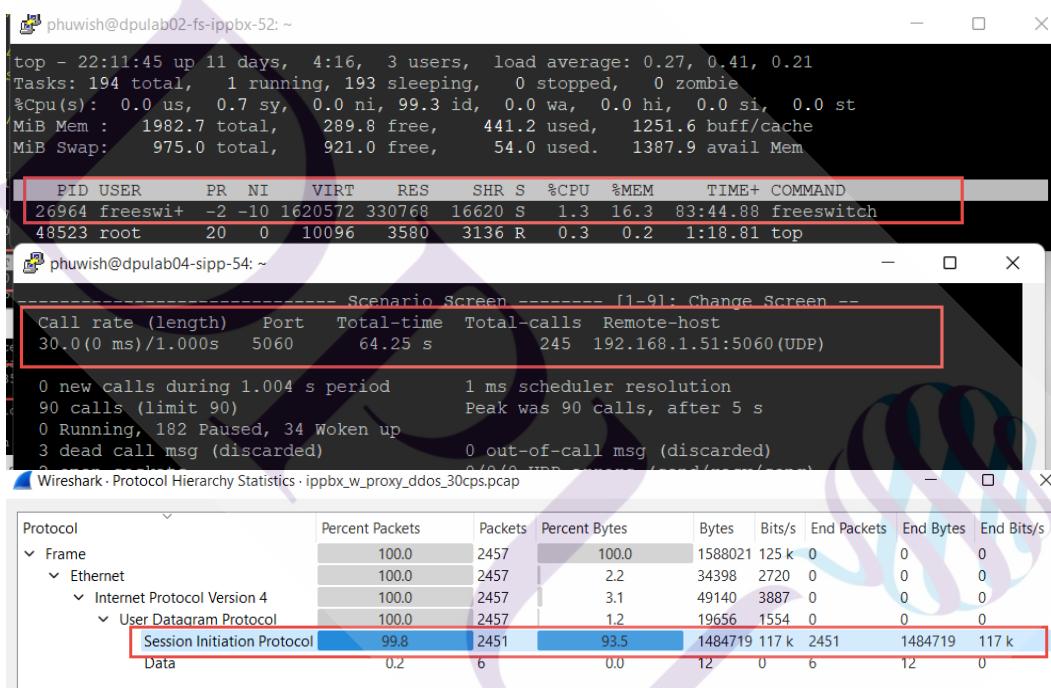 phuwish@dpulab02-fs-ippbx-52: ~
top - 22:11:45 up 11 days, 4:16, 3 users, load average: 0.27, 0.41, 0.21
Tasks: 194 total, 1 running, 193 sleeping, 0 stopped, 0 zombie
%Cpu(s): 0.0 us, 0.7 sy, 0.0 ni, 99.3 id, 0.0 wa, 0.0 hi, 0.0 si, 0.0 st
MiB Mem : 1982.7 total, 289.8 free, 441.2 used, 1251.6 buff/cache
MiB Swap: 975.0 total, 921.0 free, 54.0 used. 1387.9 avail Mem
PID USER PR NI VIRT RES SHR S %CPU %MEM TIME+ COMMAND
26964 freeswi+ -2 -10 1620572 330768 16620 S 1.3 16.3 83:44.88 freeswitch
48523 root 20 0 10096 3580 3136 R 0.3 0.2 1:18.81 top
phuwish@dpulab04-sipp-54: ~
------------------------------ Scenario Screen -------- [1-9]: Change Screen --
Call rate (length) Port Total-time Total-calls Remote-host
30.0(0 ms)/1.000s 5060 64.25 s 245 192.168.1.51:5060(UDP)
0 new calls during 1.004 s period 1 ms scheduler resolution
90 calls (limit 90) Peak was 90 calls, after 5 s
0 Running, 182 Paused, 34 Woken up
3 dead call msg (discarded) 0 out-of-call msg (discarded)
Wireshark · Protocol Hierarchy Statistics · ippbx_w_proxy_ddos_30cps.pcap
Protocol Percent Packets Packets Percent Bytes Bytes Bits/s End Packets End Bytes End Bits/s
Frame 100.0 2457 100.0 1588021 125 k 0 0 0
Ethernet 100.0 2457 2.2 34398 2720 0 0 0
Internet Protocol Version 4 100.0 2457 3.1 49140 3887 0 0 0
User Datagram Protocol 100.0 2457 1.2 19656 1554 0 0 0
Session Initiation Protocol 99.8 2451 93.5 1484719 117 k 2451 1484719 117 k
Data 0.2 6 0.0 12 0 6 12 0